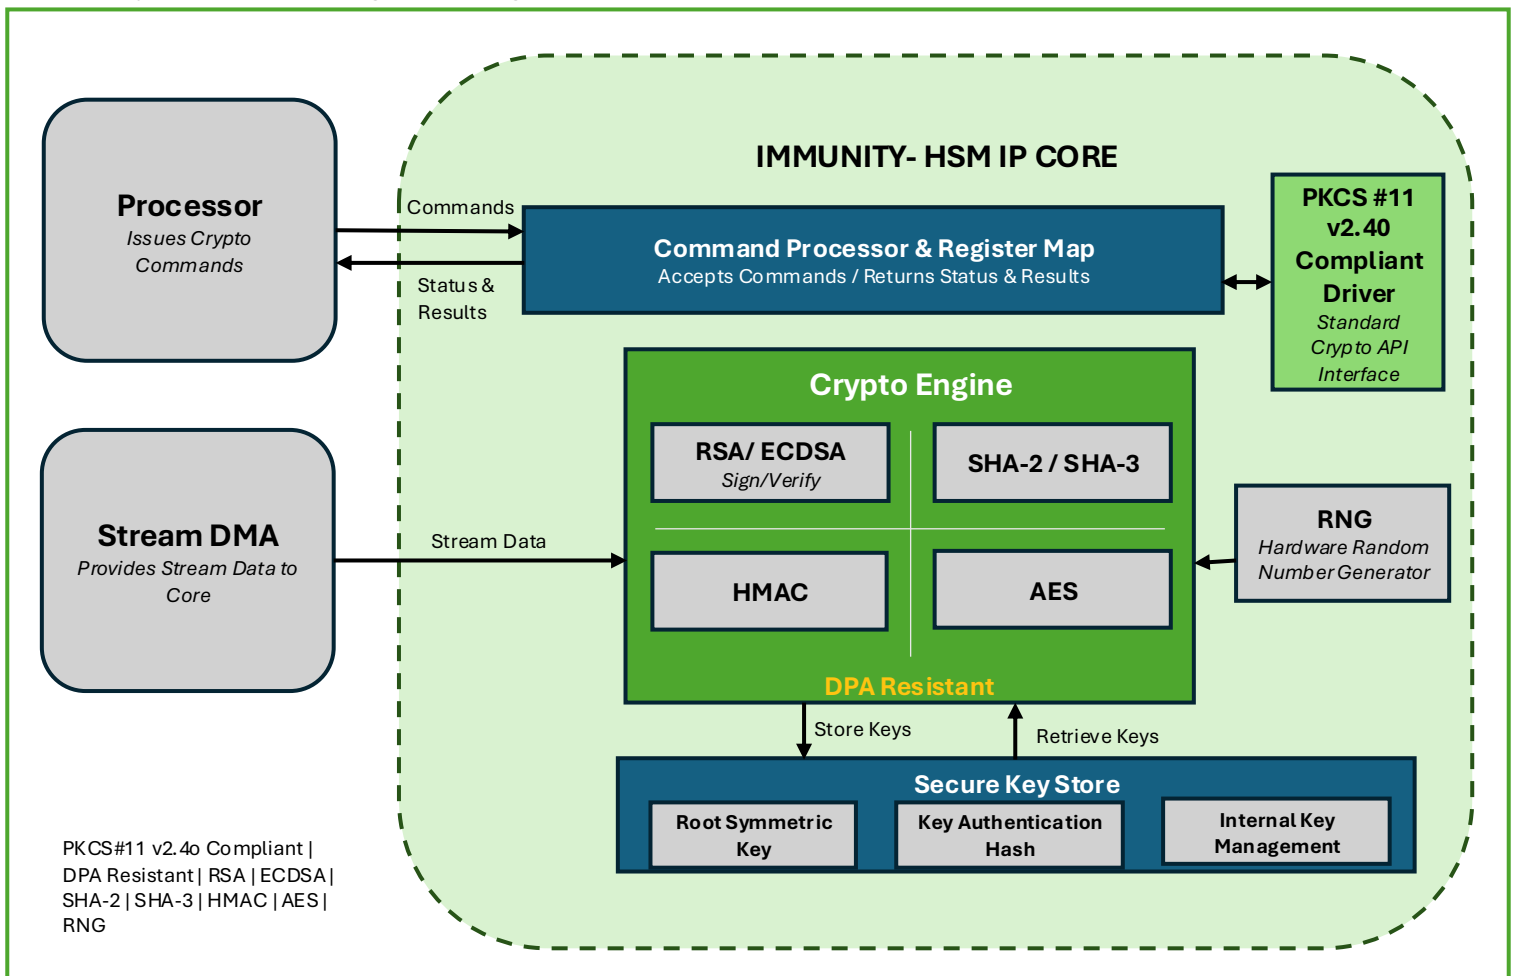 IMMUNITY- HSM IP CORE
Processor
Issues Crypto
Commands
Commands
Status &
Results
Command Processor & Register Map
Accepts Commands / Returns Status & Results
PKCS #11
v2.40
Compliant
Driver
Standard
Crypto API
Interface
Crypto Engine
RSA/ ECDSA
Sign/Verify
SHA-2 / SHA-3
HMAC
AES
DPA Resistant
Stream DMA
Provides Stream Data to
Core
Stream Data
RNG
Hardware Random
Number Generator
Store Keys
Retrieve Keys
Secure Key Store
Root Symmetric
Key
Key Authentication
Hash
Internal Key
Management
PKCS#11 v2.4o Compliant |
DPA Resistant | RSA | ECDSA |
SHA-2 | SHA-3 | HMAC | AES |
RNG